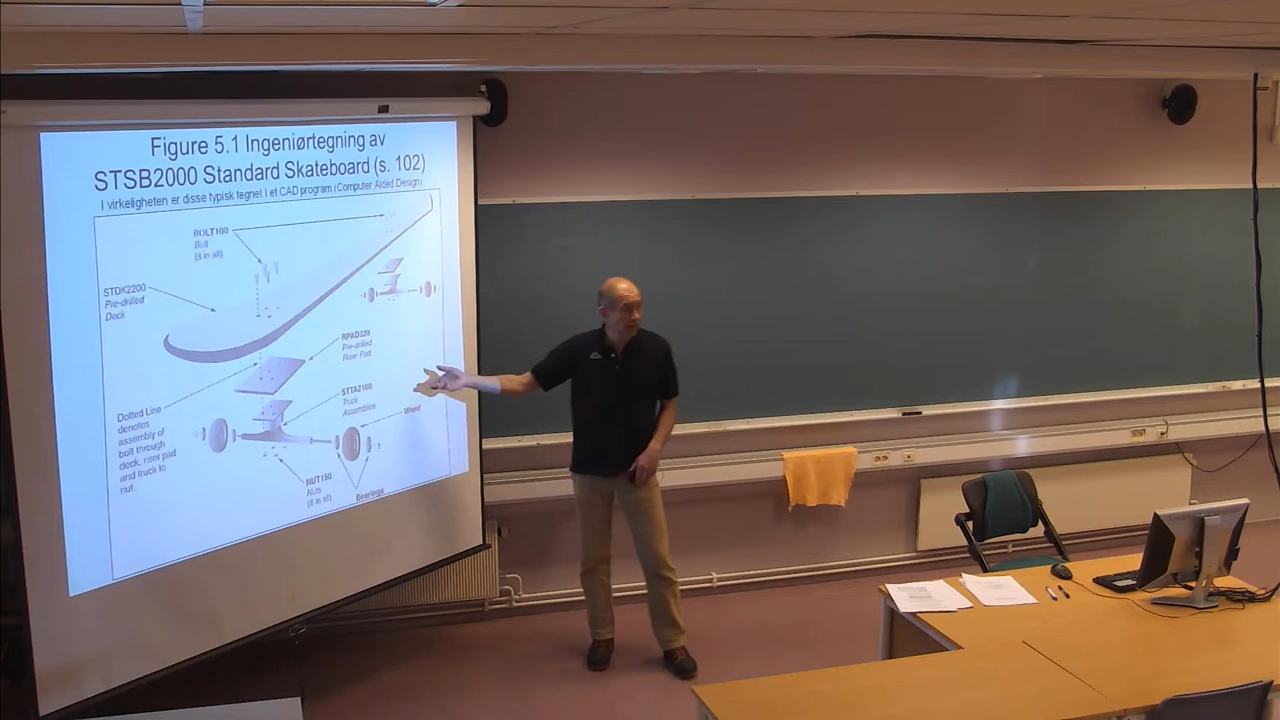 Figure 5.1 Ingeniørtegning av
STSB2000 Standard Skateboard (s. 102)
I virkeligheten er disse typisk tegnet i et CAD program (Computer Aided Design)
BOLT100
Bolt
(8 in all)
STDK2200
Pre-drilled
Deck
RPAD329
Pre-drilled
Riser Pad
STTA2100
Truck
Assemblies
Wheel
Dotted Line
denotes
assembly of
bolt through
deck, riser pad
and truck to
nut.
NUT150
Nuts
(8 in all)
Bearings